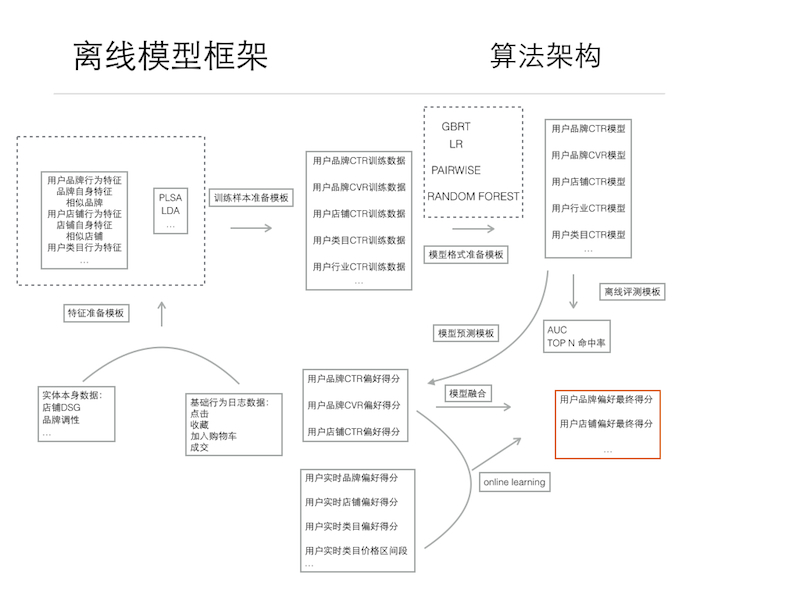 离线模型框架
算法架构
用户品牌行为特征
品牌自身特征
相似品牌
用户店铺行为特征
店铺自身特征
相似店铺
用户类目行为特征
...
PLSA
LDA
...
训练样本准备模板
用户品牌CTR训练数据
用户品牌CVR训练数据
用户店铺CTR训练数据
用户类目CTR训练数据
用户行业CTR训练数据
...
GBRT
LR
PAIRWISE
RANDOM FOREST
模型格式准备模板
用户品牌CTR模型
用户品牌CVR模型
用户店铺CTR模型
用户行业CTR模型
用户类目CTR模型
...
离线评测模板
AUC
TOP N 命中率
特征准备模板
实体本身数据:
店铺DSG
品牌调性
...
基础行为日志数据:
点击
收藏
加入购物车
成交
模型预测模板
用户品牌CTR偏好得分
用户品牌CVR偏好得分
用户店铺CTR偏好得分
模型融合
用户品牌偏好最终得分
用户店铺偏好最终得分
...
用户实时品牌偏好得分
用户实时店铺偏好得分
用户实时类目偏好得分
用户实时类目价格区间段
...
online learning